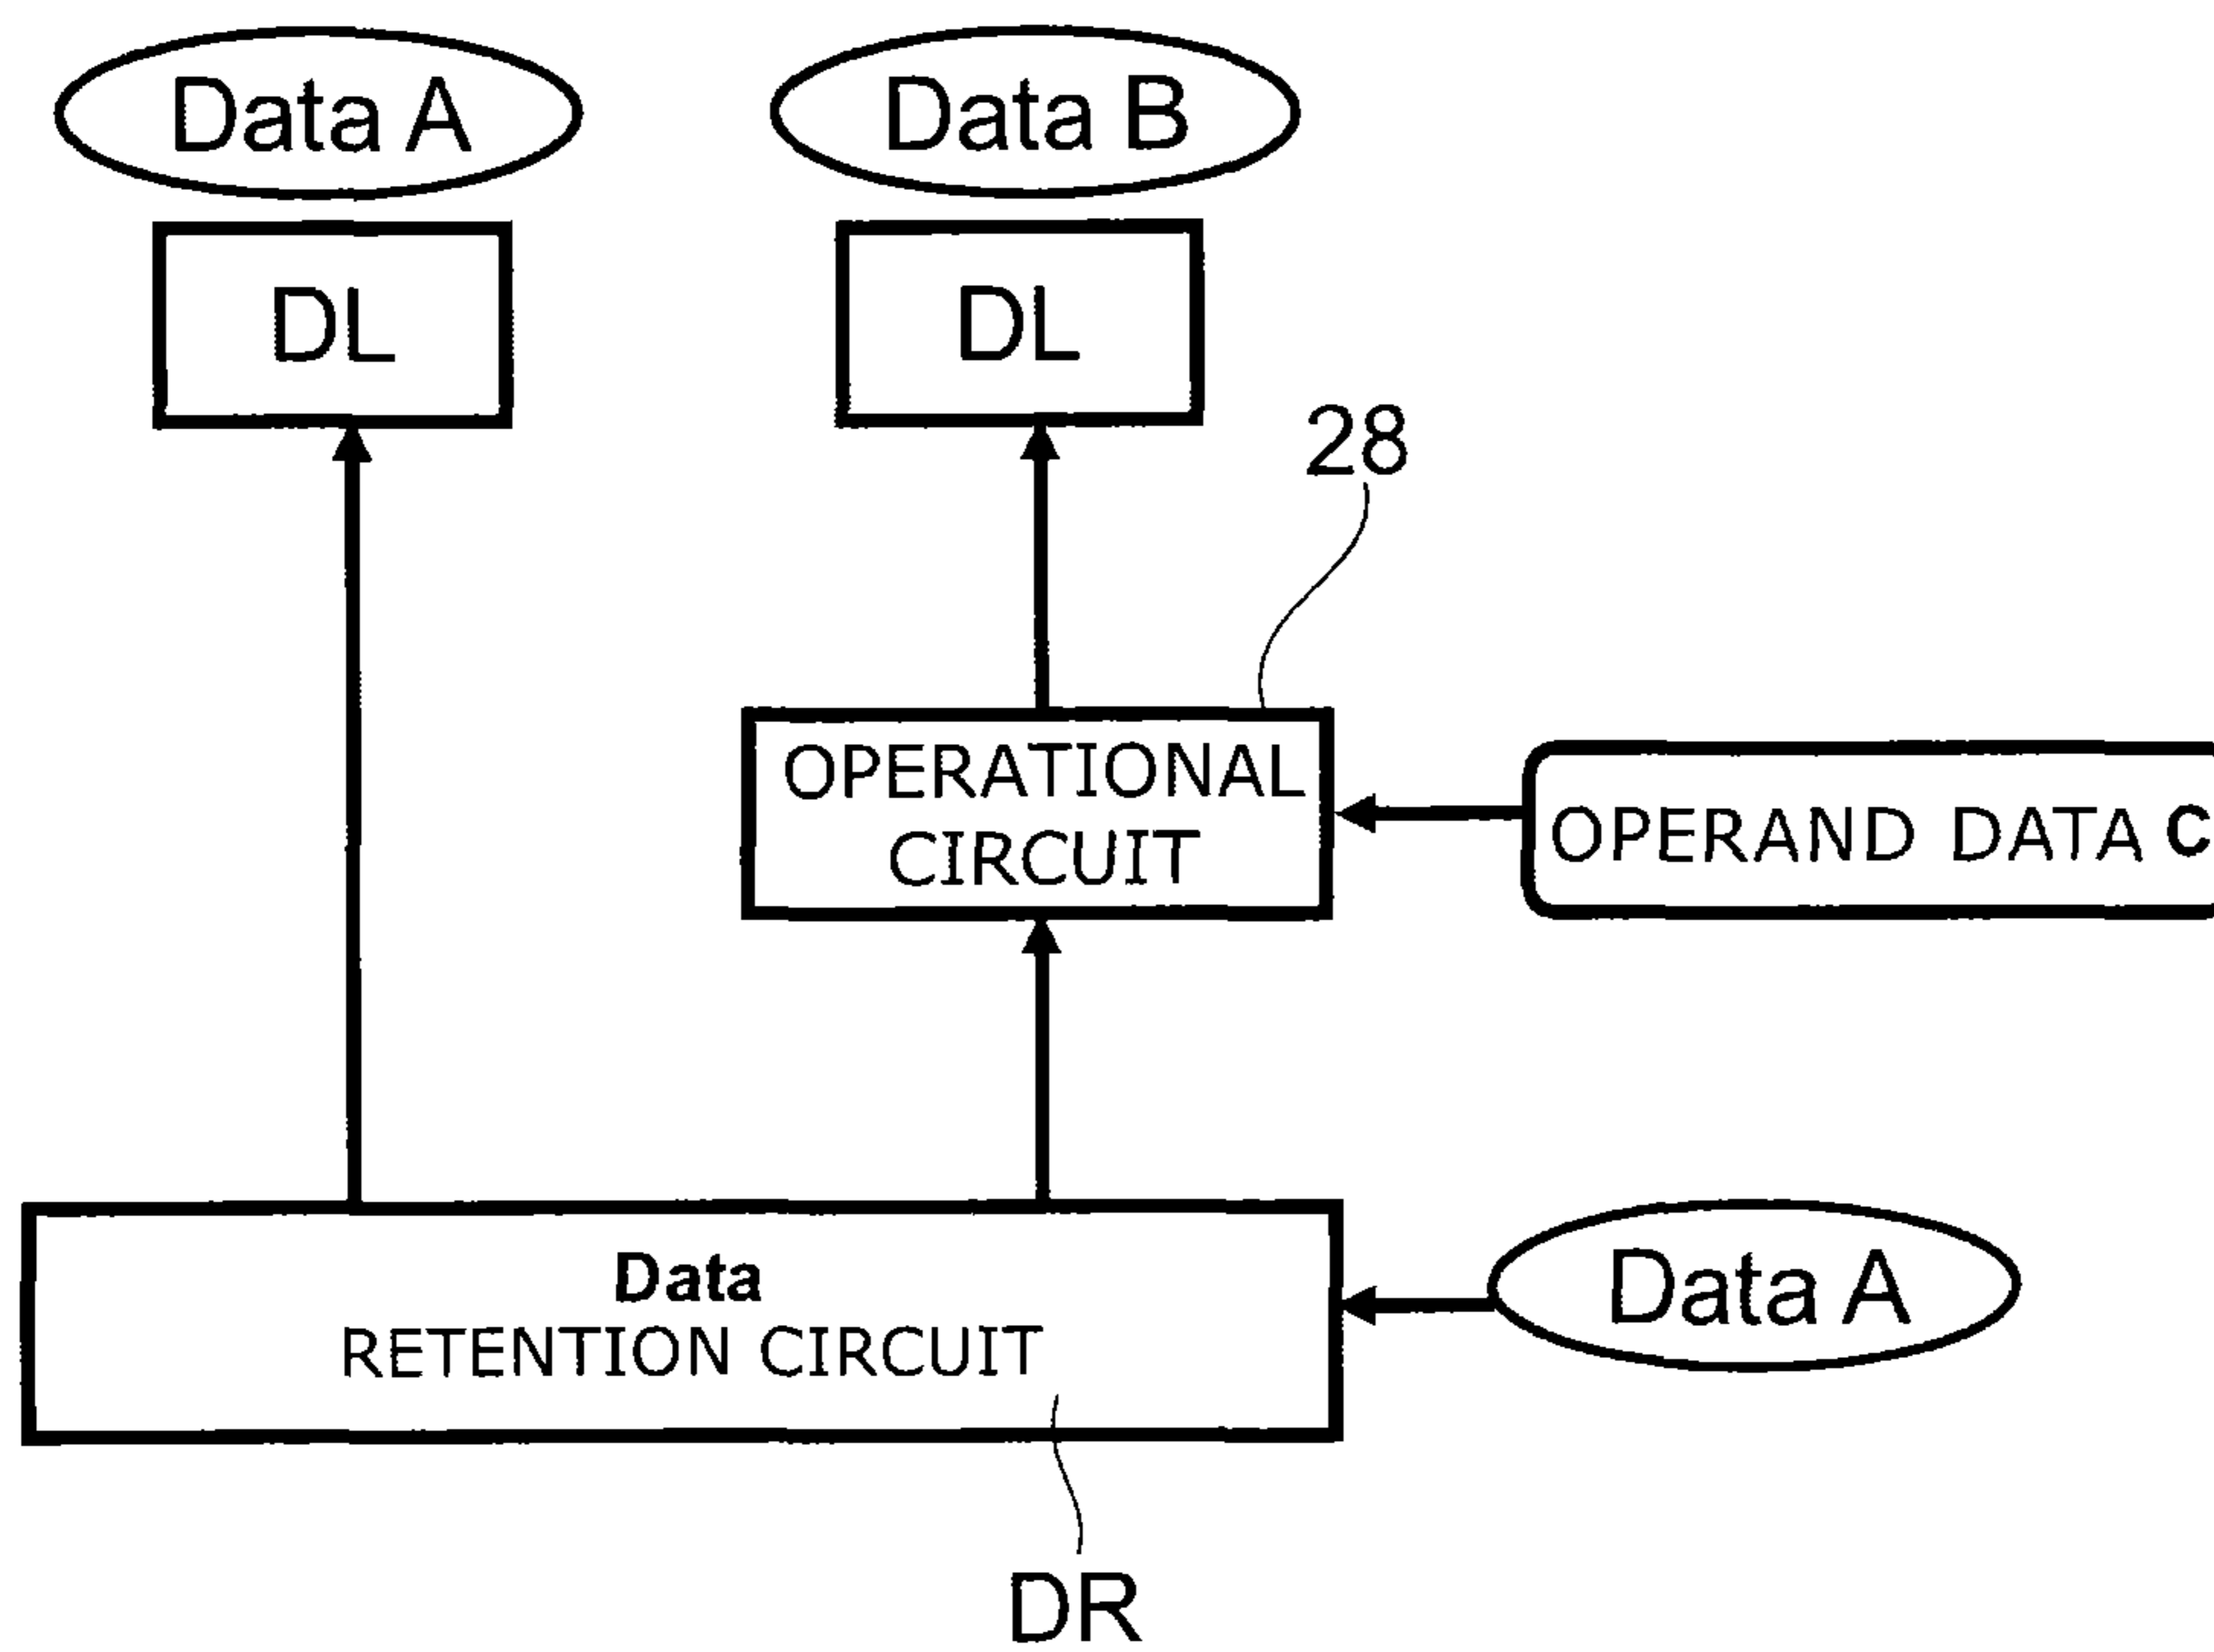 Data A
Data B
DL
DL
28
OPERATIONAL
CIRCUIT
OPERAND DATA C
Data
RETENTION CIRCUIT
Data A
DR